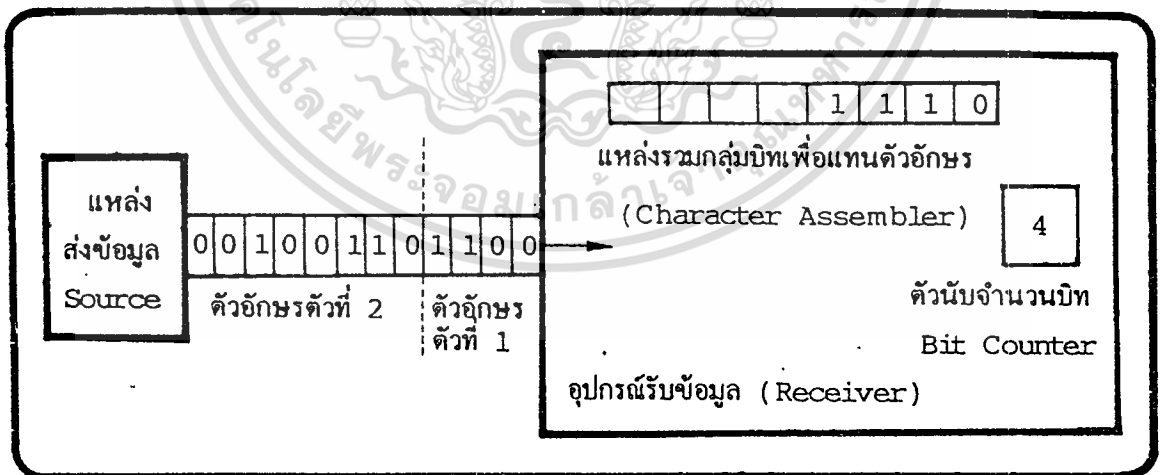 แหล่ง
ส่งข้อมูล
Source
0 0 1 0 0 1 1 0 1 1 0 0
ตัวอักษรตัวที่ 2
ตัวอักษร
ตัวที่ 1
1 1 1 0
แหล่งรวมกลุ่มบิทเพื่อแทนตัวอักษร
(Character Assembler)
4
ตัวนับจำนวนบิท
Bit Counter
อุปกรณ์รับข้อมูล (Receiver)